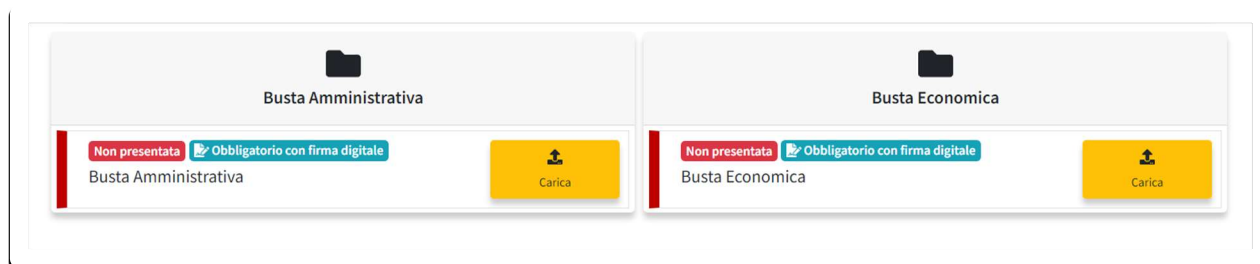 Busta Amministrativa
Non presentata Obbligatorio con firma digitale
Busta Amministrativa
Carica
Busta Economica
Non presentata Obbligatorio con firma digitale
Busta Economica
Carica